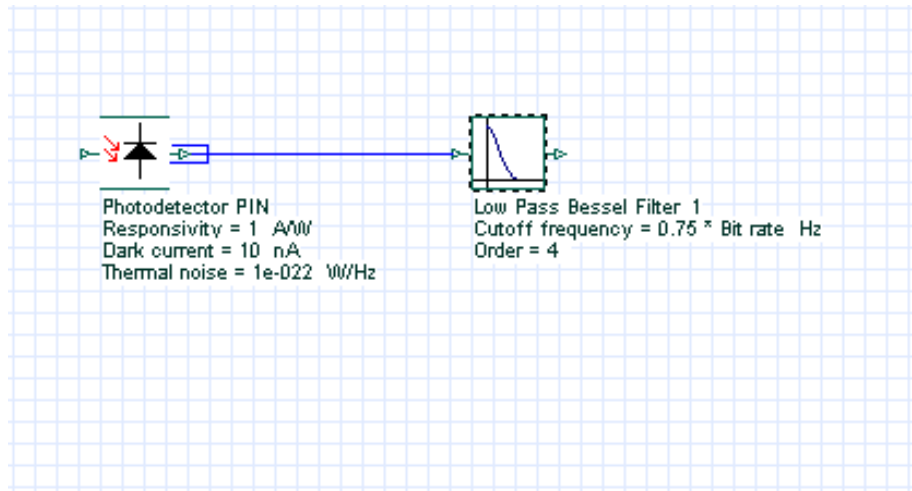 Photodetector PIN
Responsivity = 1 A/W
Dark current = 10 nA
Thermal noise = 1e-022 W/Hz
Low Pass Bessel Filter 1
Cutoff frequency = 0.75 * Bit rate Hz
Order = 4